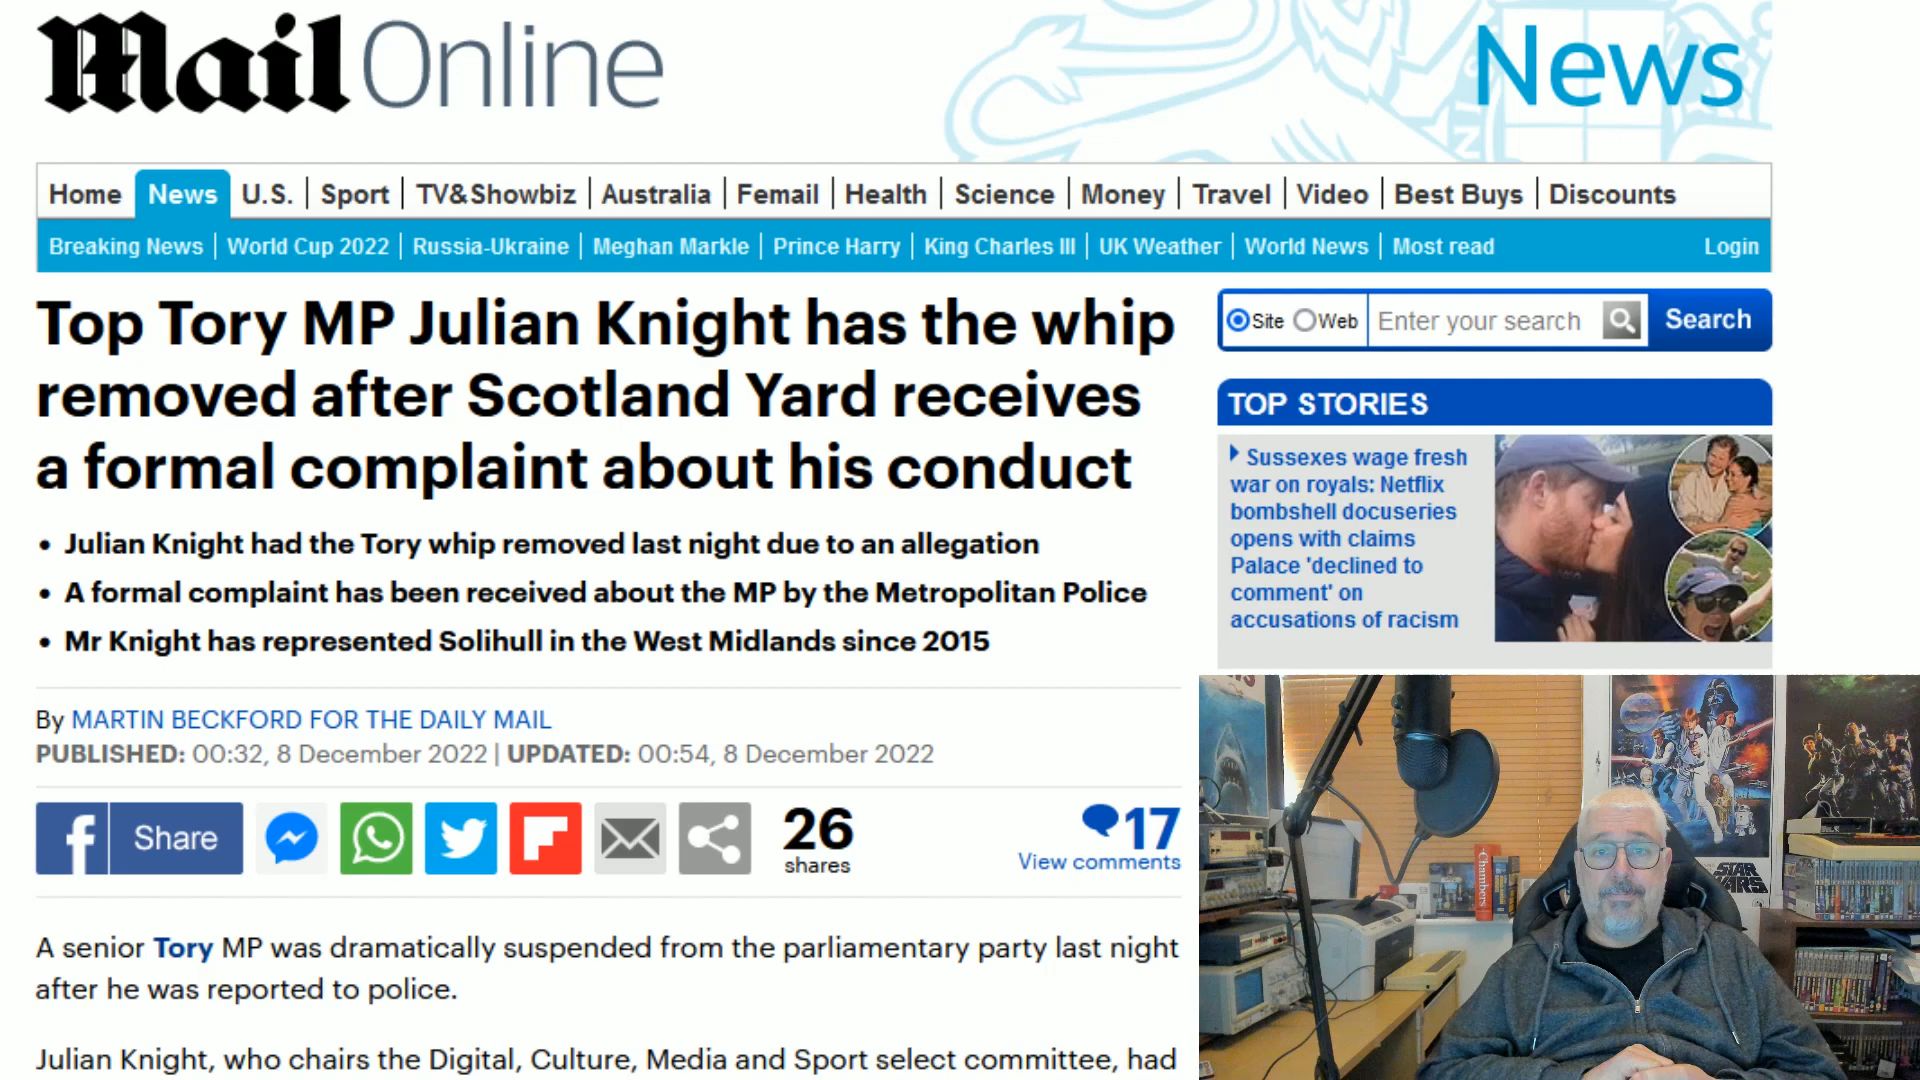 Mail Online
News
Home News U.S. Sport TV&Showbiz Australia Femail Health Science Money Travel Video Best Buys Discounts
Breaking News World Cup 2022 Russia-Ukraine Meghan Markle Prince Harry King Charles III UK Weather World News Most read Login
Top Tory MP Julian Knight has the whip
removed after Scotland Yard receives
a formal complaint about his conduct
• Julian Knight had the Tory whip removed last night due to an allegation
• A formal complaint has been received about the MP by the Metropolitan Police
• Mr Knight has represented Solihull in the West Midlands since 2015
By MARTIN BECKFORD FOR THE DAILY MAIL
PUBLISHED: 00:32, 8 December 2022 | UPDATED: 00:54, 8 December 2022
Share
26
shares
17
View comments
A senior Tory MP was dramatically suspended from the parliamentary party last night
after he was reported to police.
Julian Knight, who chairs the Digital, Culture, Media and Sport select committee, had
Site Web Enter your search Search
TOP STORIES
Sussexes wage fresh
war on royals: Netflix
bombshell docuseries
opens with claims
Palace 'declined to
comment' on
accusations of racism
Chambers
STAR
WARS